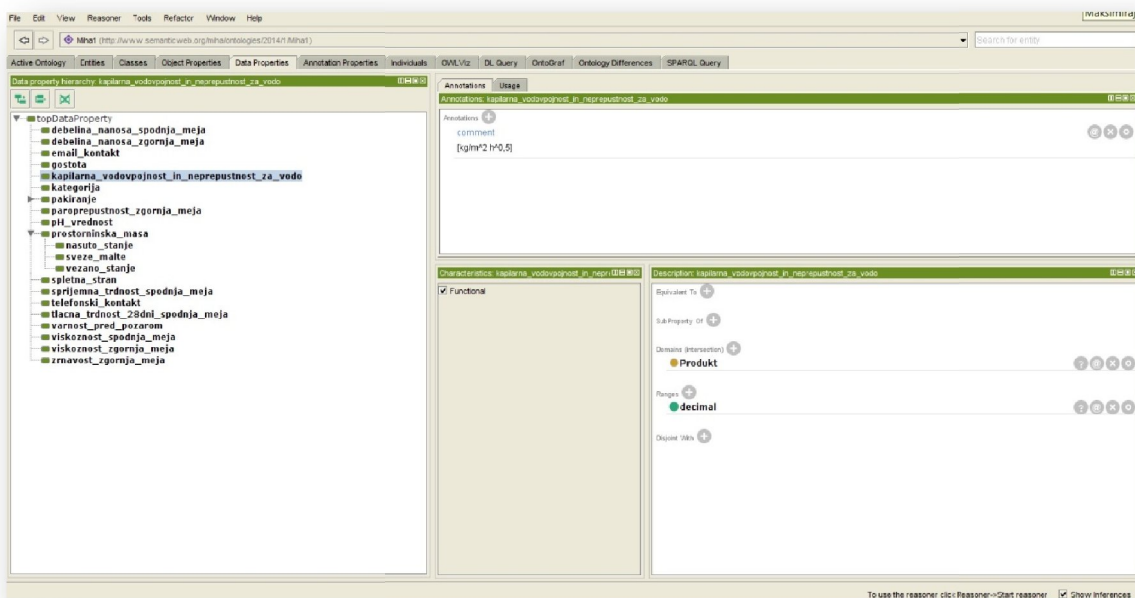 Maksimiraj
File Edit View Reasoner Tools Refactor Window Help
Miha1 (http://www.semanticweb.org/miha/ontologies/2014/1/Miha1)
Search for entity
Active Ontology Entities Classes Object Properties Data Properties Annotation Properties Individuals OWLViz DL Query OntoGraf Ontology Differences SPARQL Query
Data property hierarchy: kapilarna_vodovpojnost_in_neprepustnost_za_vodo
topDataProperty
debelina_nanosa_spodnja_meja
debelina_nanosa_zgornja_meja
email_kontakt
gostota
kapilarna_vodovpojnost_in_neprepustnost_za_vodo
kategorija
pakiranje
paroprepustnost_zgornja_meja
pH_vrednost
prostorninska_masa
nasuto_stanje
sveze_malte
vezano_stanje
spletna_stran
sprijemna_trdnost_spodnja_meja
telefonski_kontakt
tlacna_trdnost_28dni_spodnja_meja
varnost_pred_pozarom
viskoznost_spodnja_meja
viskoznost_zgornja_meja
zrnavost_zgornja_meja
Annotations Usage
Annotations: kapilarna_vodovpojnost_in_neprepustnost_za_vodo
Annotations
comment
[kg/m^2 h^0,5]
Characteristics: kapilarna_vodovpojnost_in_nepr
Functional
Description: kapilarna_vodovpojnost_in_neprepustnost_za_vodo
Equivalent To
SubProperty Of
Domains (intersection)
Produkt
Ranges
decimal
Disjoint With
To use the reasoner click Reasoner->Start reasoner Show Inferences